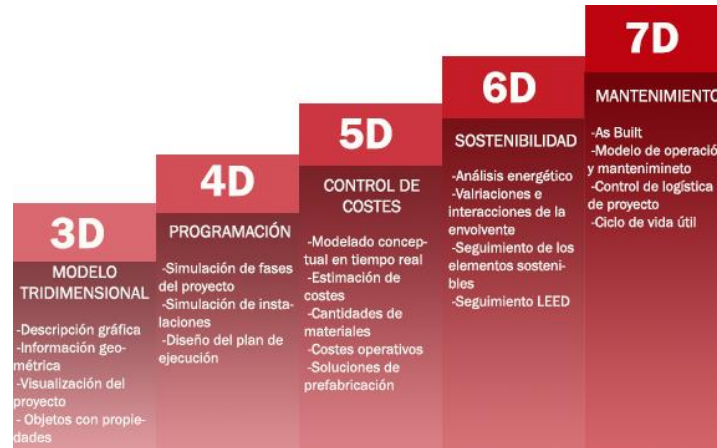 3D
MODELO
TRIDIMENSIONAL
-Descripción gráfica
-Información geo-
métrica
-Visualización del
proyecto
- Objetos con propie-
dades
4D
PROGRAMACIÓN
-Simulación de fases
del proyecto
-Simulación de insta-
laciones
-Diseño del plan de
ejecución
5D
CONTROL DE
COSTES
-Modelado concep-
tual en tiempo real
-Estimación de
costes
-Cantidades de
materiales
-Costes operativos
-Soluciones de
prefabricación
6D
SOSTENIBILIDAD
-Análisis energético
-Valriaciones e
interacciones de la
envolvente
-Seguimiento de los
elementos sosteni-
bles
-Seguimiento LEED
7D
MANTENIMIENTO
-As Built
-Modelo de operació
y mantenimineto
-Control de logística
de proyecto
-Ciclo de vida útil